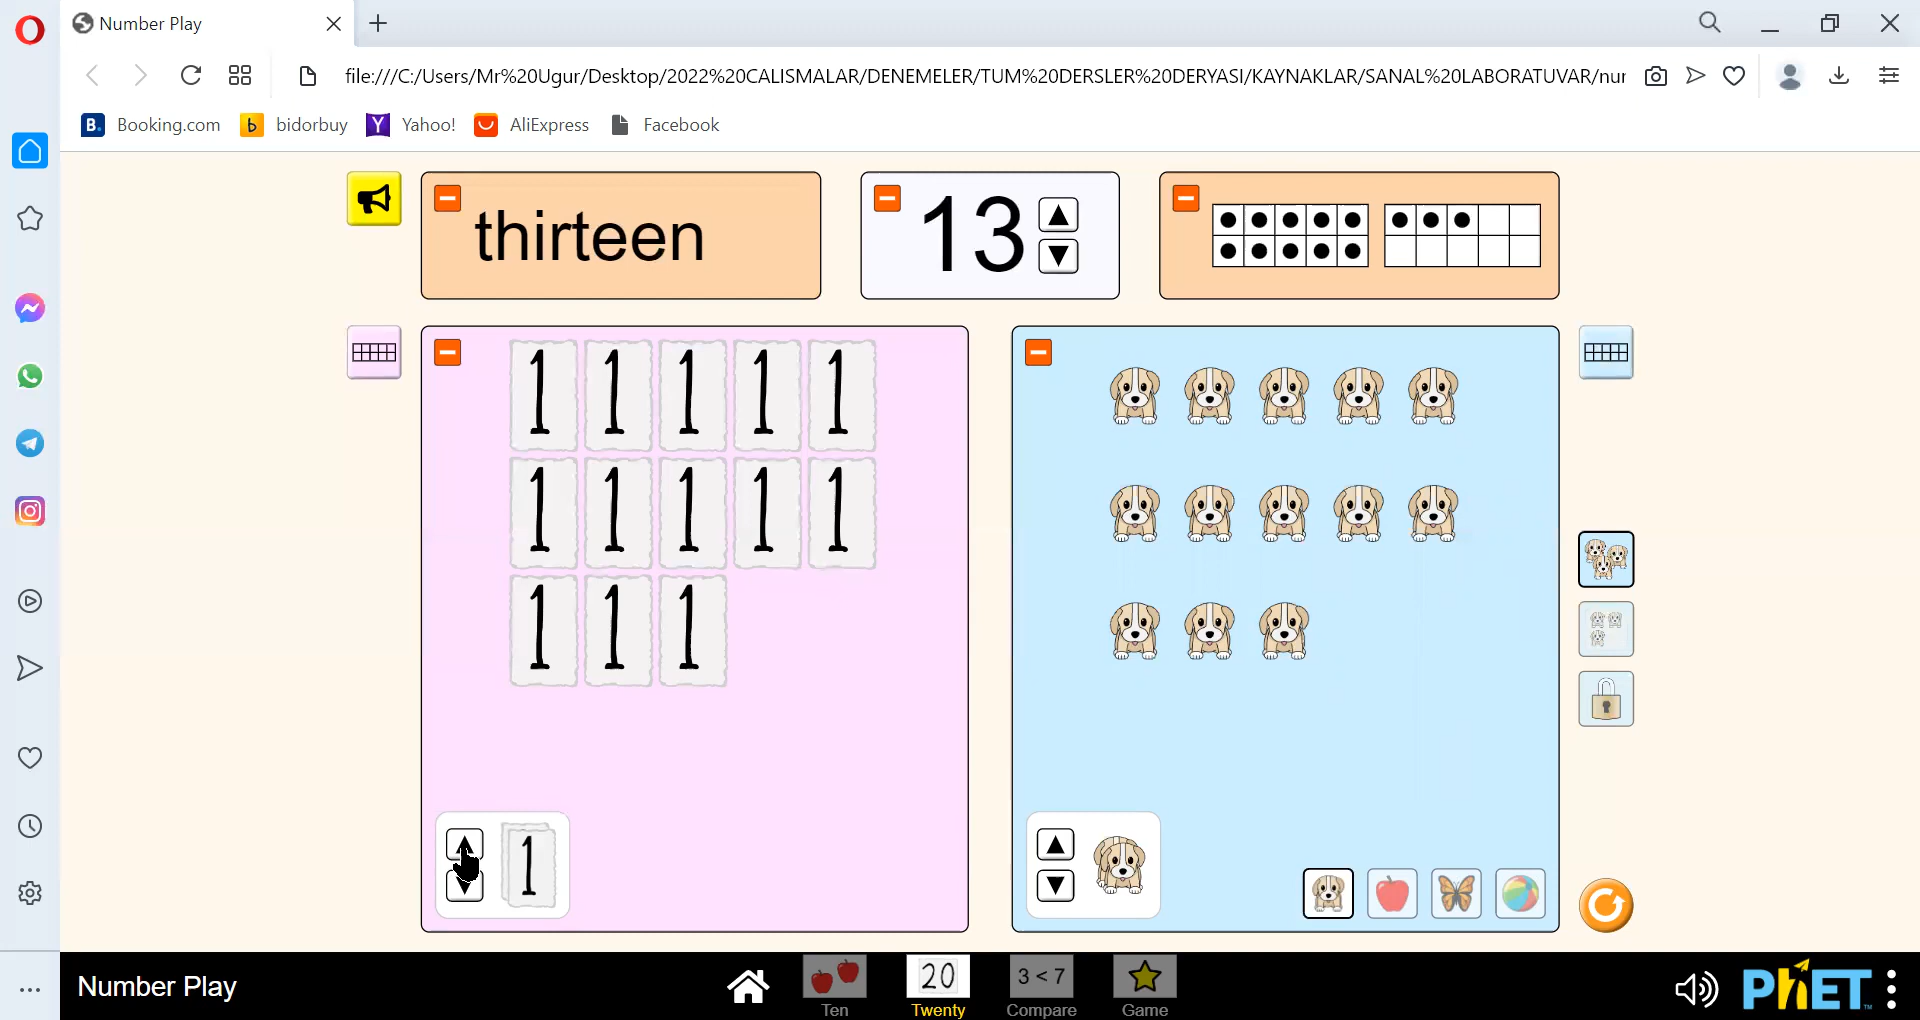 Number Play
file:///C:/Users/Mr%20Ugur/Desktop/2022%20CALISMALAR/DENEMELER/TUM%20DERSLER%20DERYASI/KAYNAKLAR/SANAL%20LABORATUVAR/nur
B. Booking.com b bidorbuy Y Yahoo! AliExpress Facebook
thirteen
13
1 1 1 1 1
1 1 1 1 1
1 1 1
1
Number Play
20
3 < 7
Ten Twenty Compare Game
PhET™